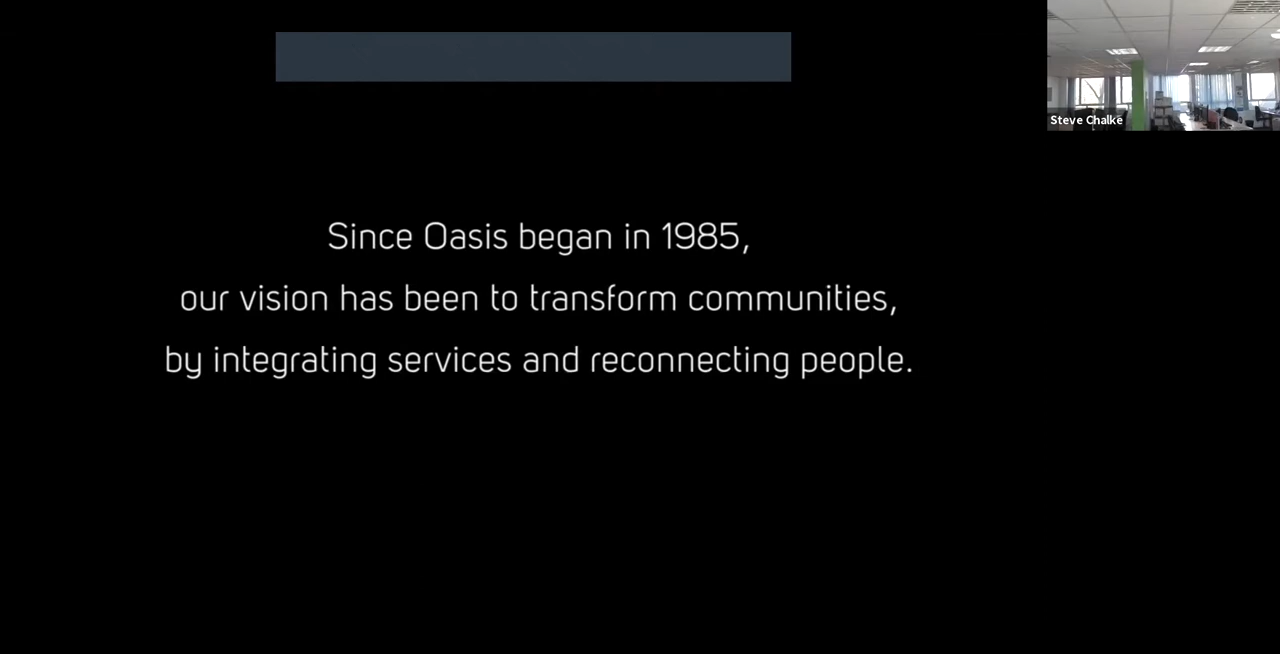 Steve Chalke
Since Oasis began in 1985,
our vision has been to transform communities,
by integrating services and reconnecting people.